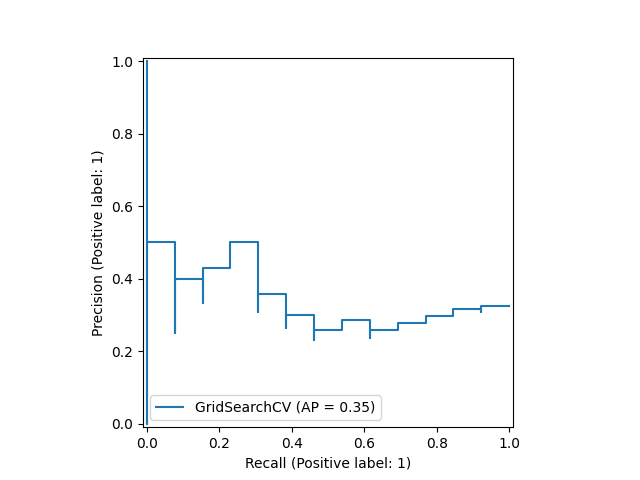 1.0
0.8
0.6
0.4
0.2
0.0
Precision (Positive label: 1)
GridSearchCV (AP = 0.35)
0.0 0.2 0.4 0.6 0.8 1.0
Recall (Positive label: 1)